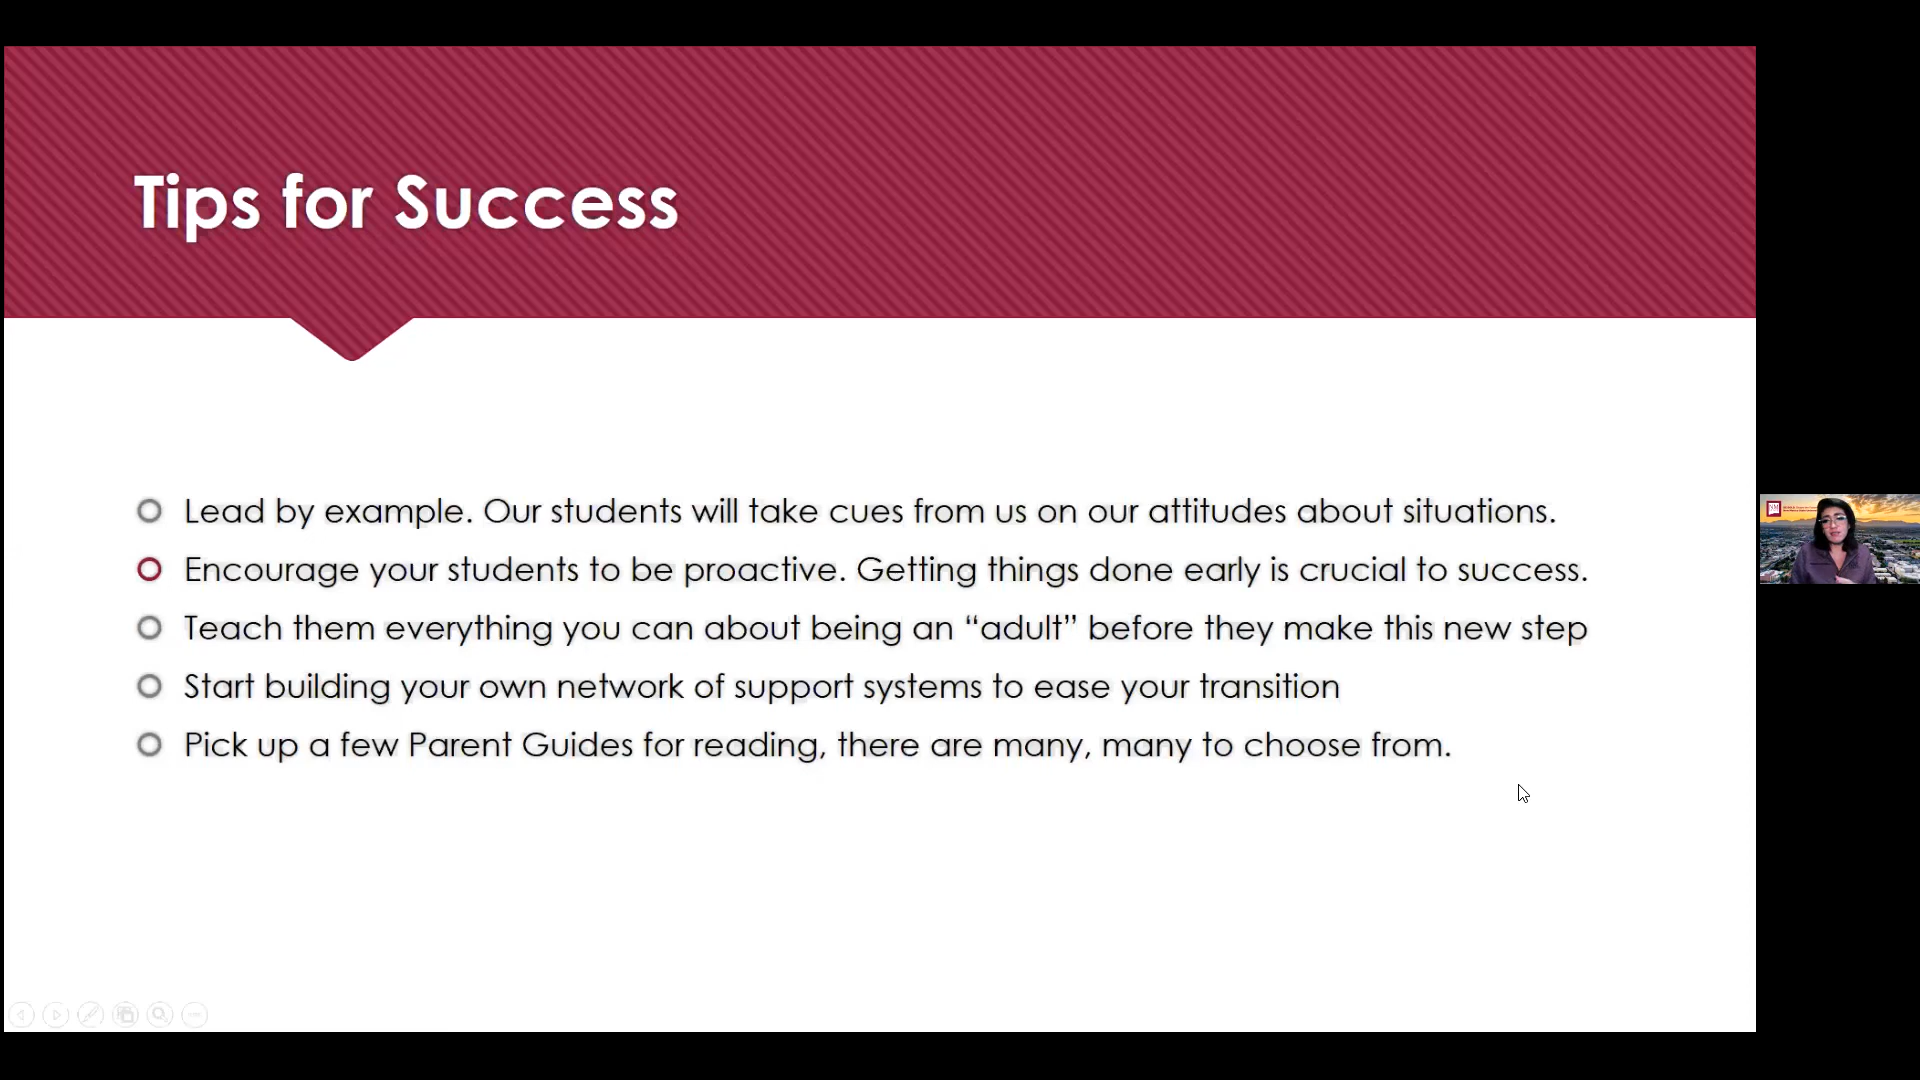 Tips for Success
Lead by example. Our students will take cues from us on our attitudes about situations.
Encourage your students to be proactive. Getting things done early is crucial to success.
Teach them everything you can about being an “adult” before they make this new step
Start building your own network of support systems to ease your transition
Pick up a few Parent Guides for reading, there are many, many to choose from.